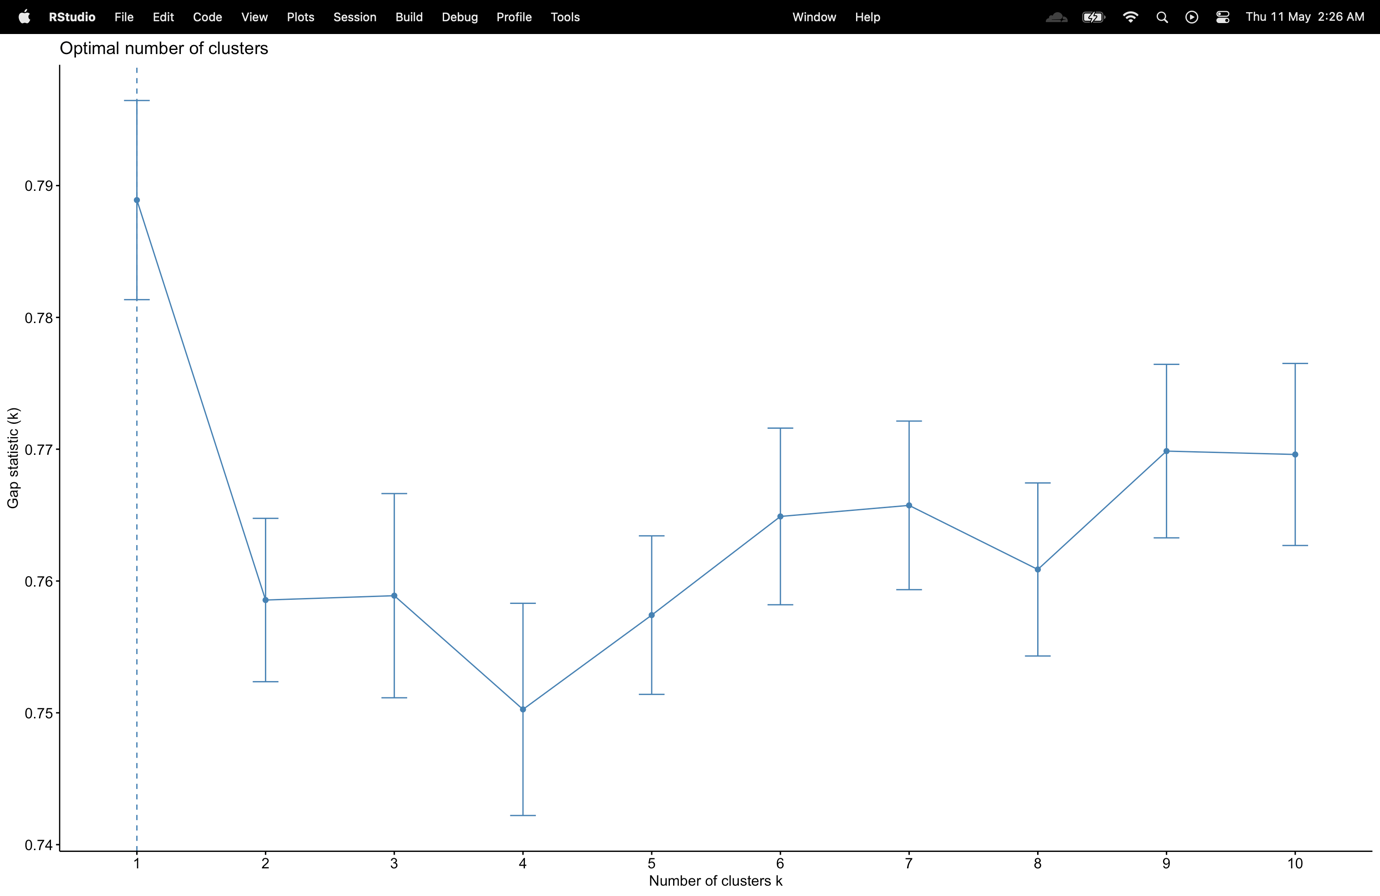 RStudio File Edit Code View Plots Session Build Debug Profile Tools Window Help Thu 11 May 2:26 AM
Optimal number of clusters
0.79
0.78
0.77
0.76
0.75
0.74
Gap statistic (k)
1 2 3 4 5 6 7 8 9 10
Number of clusters k